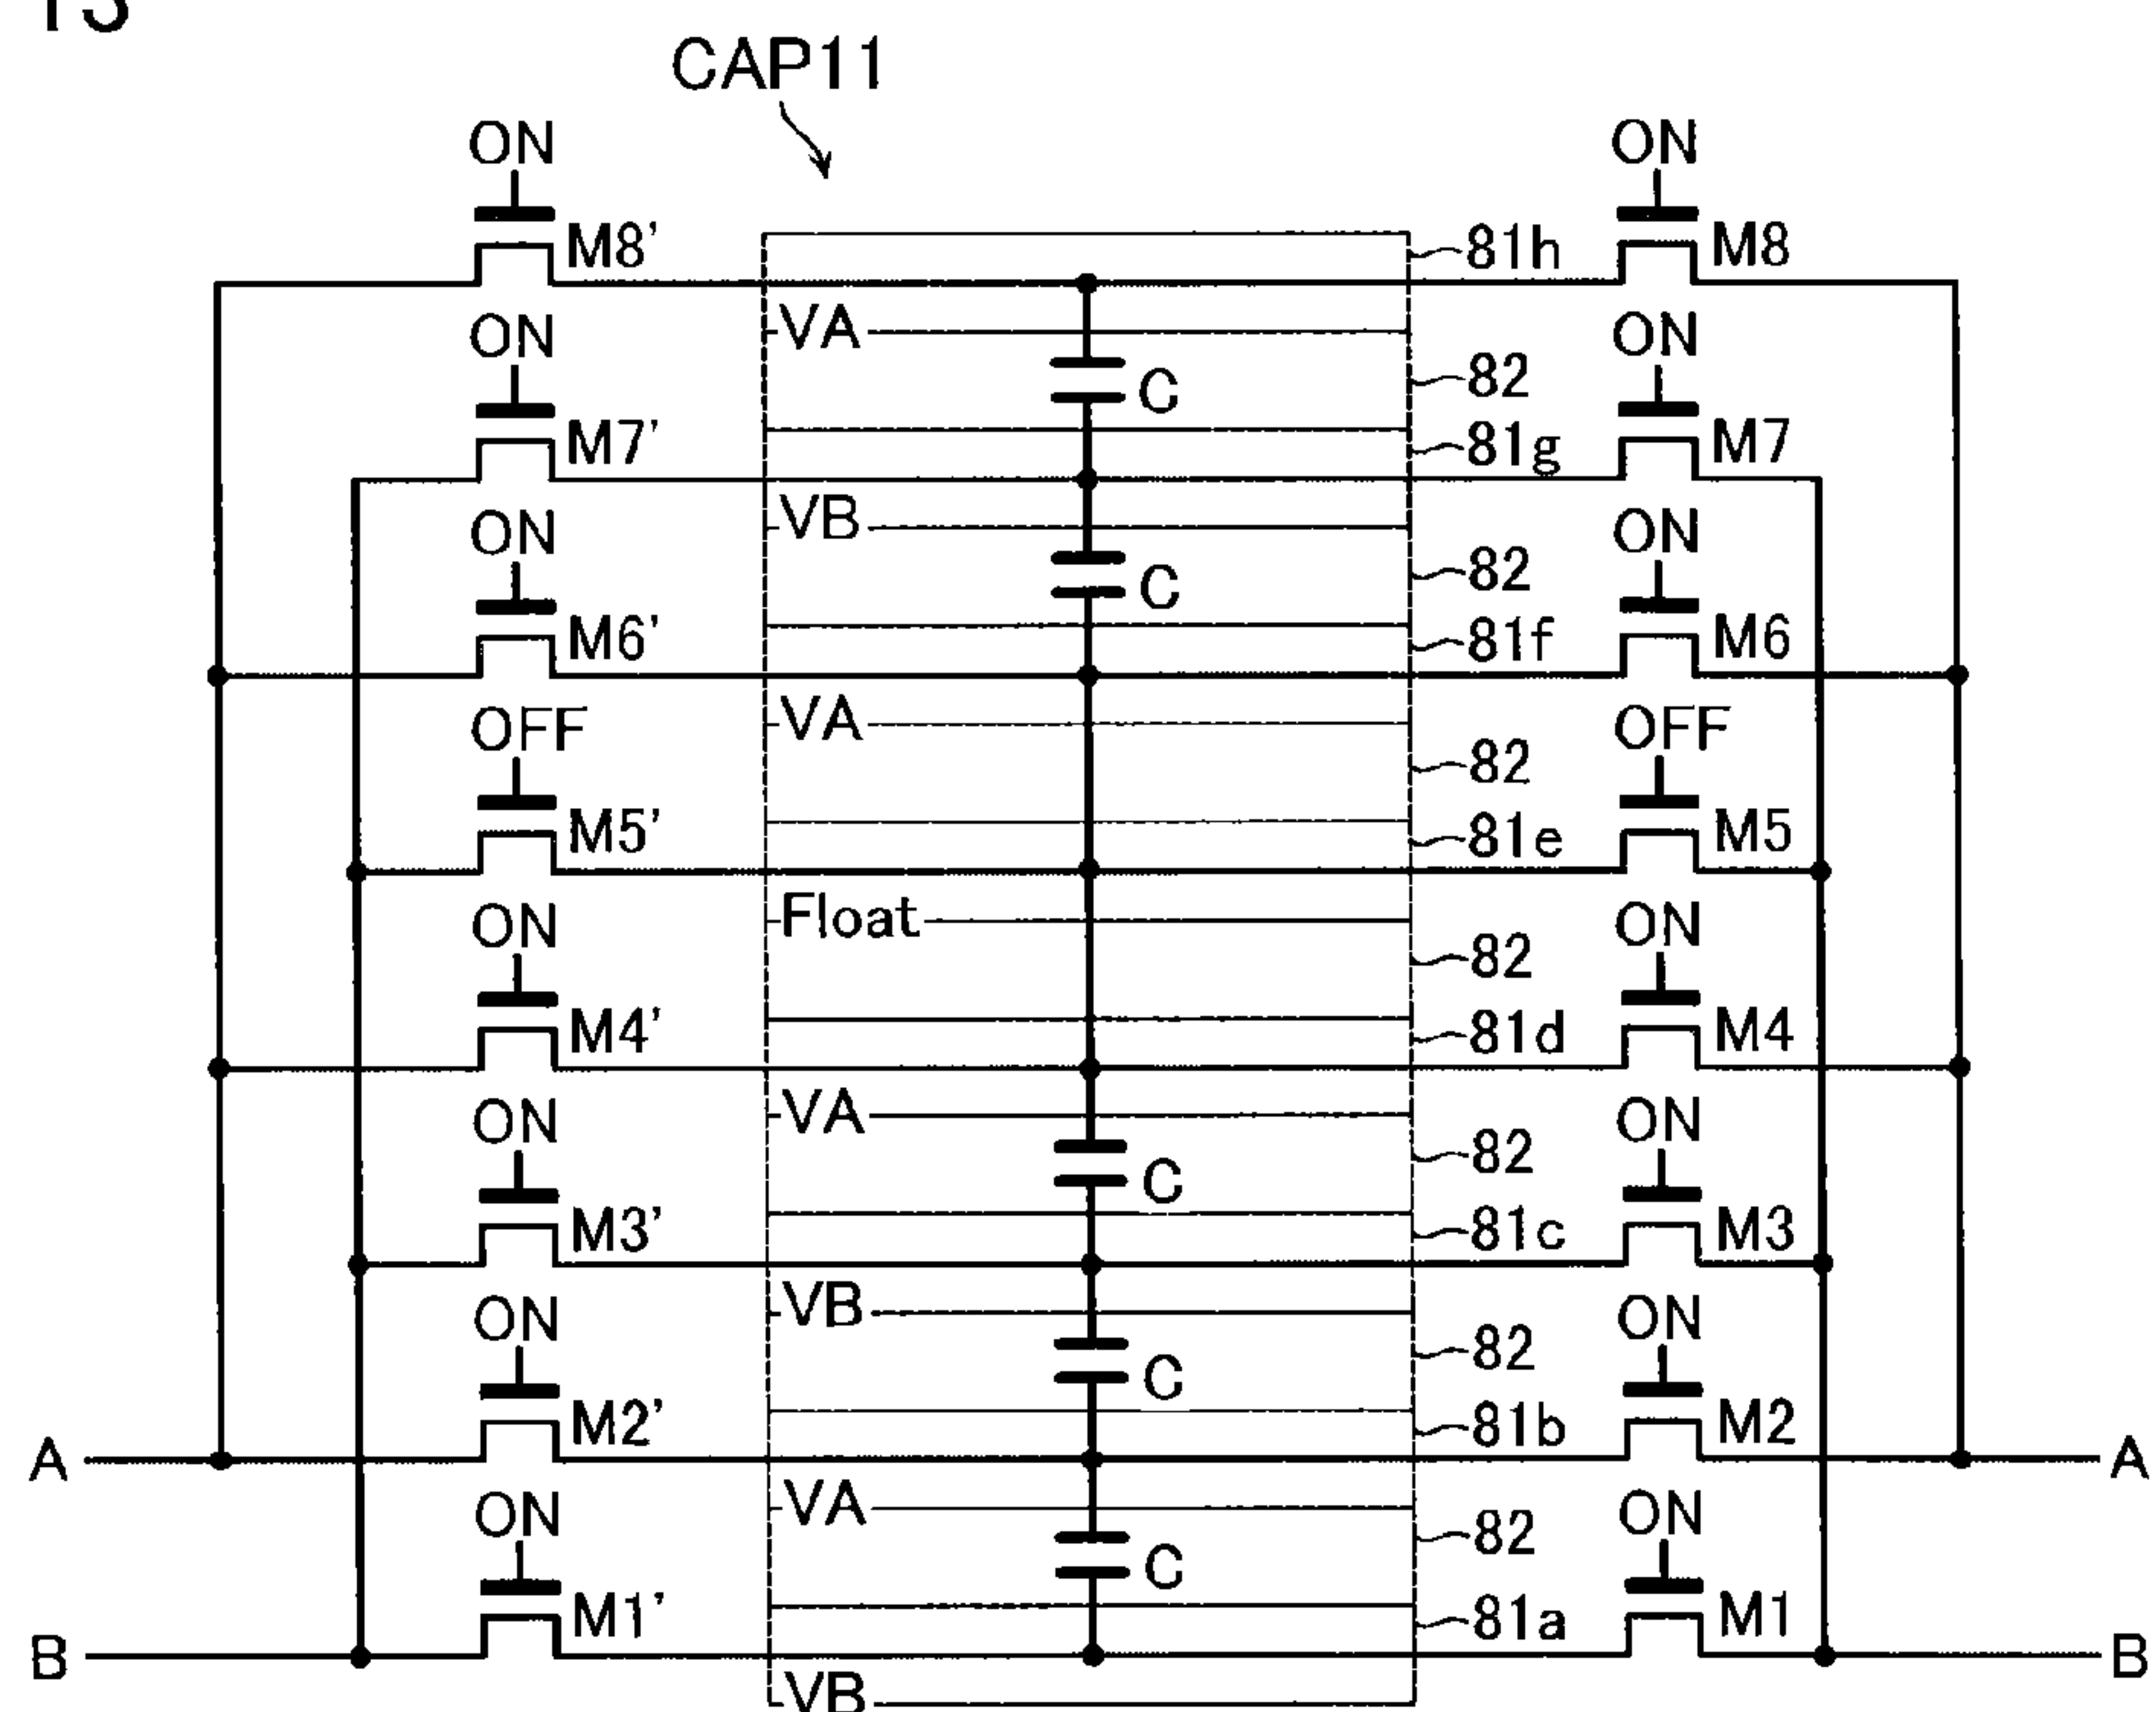 13
CAP11
ON ON
M8' 81h M8
ON VA ON
82
C
M7' 81g M7
ON VB ON
82
C
M6' 81f M6
OFF VA OFF
82
M5' 81e M5
ON Float ON
82
M4' 81d M4
ON VA ON
82
C
M3' 81c M3
ON VB ON
82
C
A M2' 81b M2 A
ON VA ON
82
C
B M1' 81a M1 B
VB